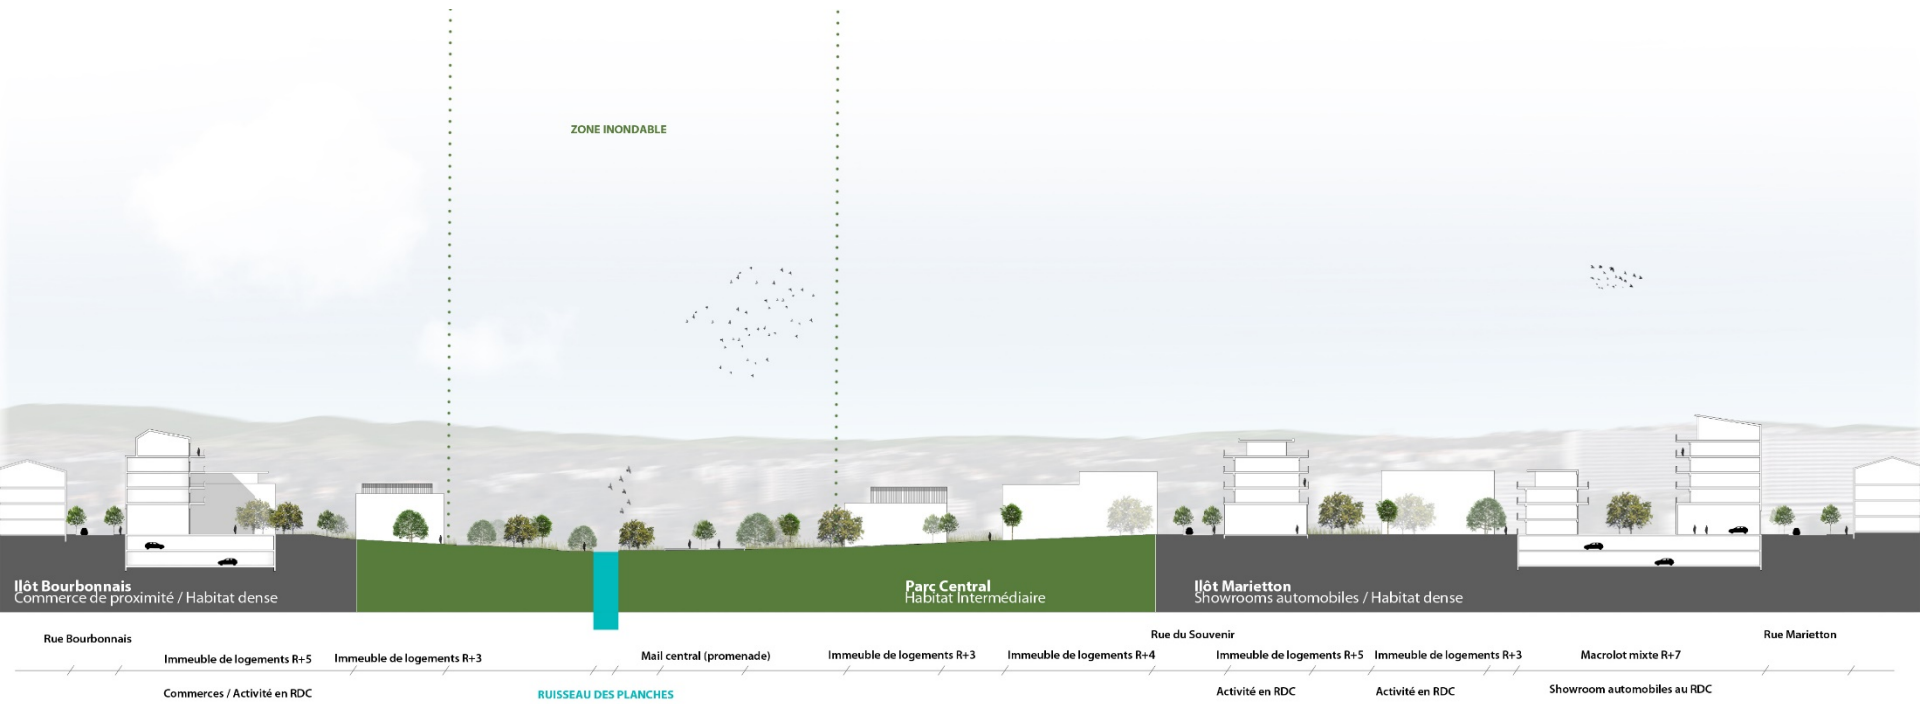 ZONE INONDABLE
Ilôt Bourbonnais
Commerce de proximité / Habitat dense
Parc Central
Habitat Intermédiaire
Ilôt Marietton
Showrooms automobiles / Habitat dense
Rue Bourbonnais
Rue du Souvenir
Rue Marietton
Immeuble de logements R+5
Immeuble de logements R+3
Mail central (promenade)
Immeuble de logements R+3
Immeuble de logements R+4
Immeuble de logements R+5
Immeuble de logements R+3
Macrolot mixte R+7
Commerces / Activité en RDC
RUISSEAU DES PLANCHES
Activité en RDC
Activité en RDC
Showroom automobiles au RDC